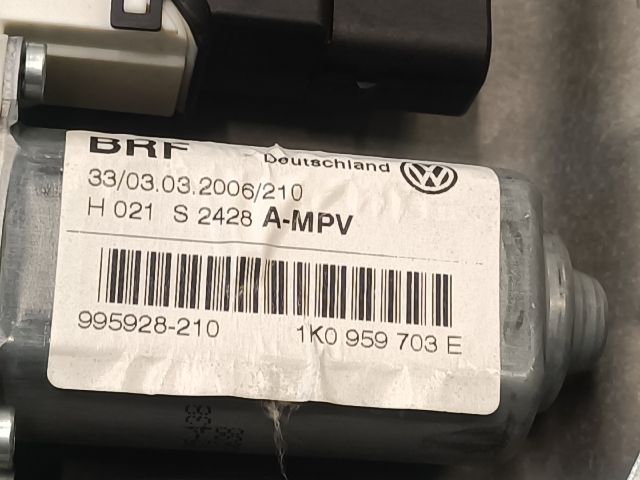 BRF Deutschland
33/03.03.2006/210
H 021 S 2428 A-MPV
995928-210 1K0 959 703 E